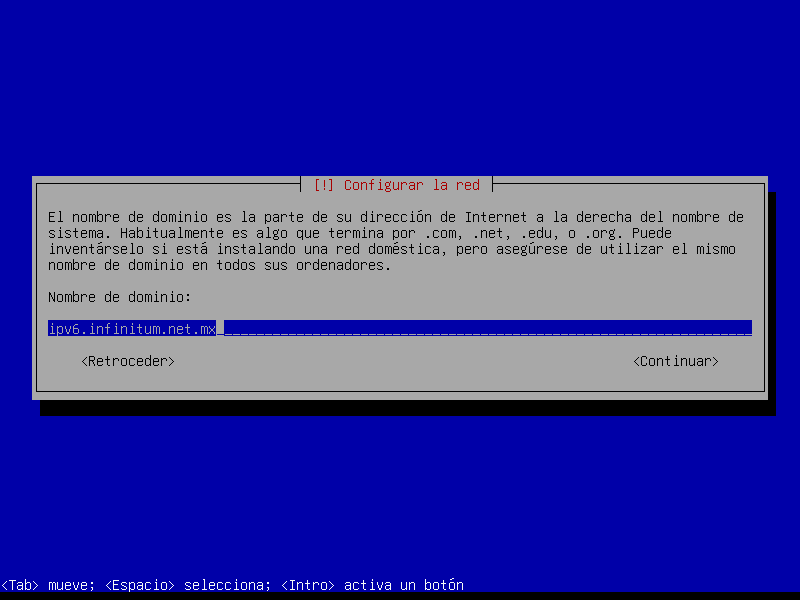 [!] Configurar la red
El nombre de dominio es la parte de su dirección de Internet a la derecha del nombre de
sistema. Habitualmente es algo que termina por .com, .net, .edu, o .org. Puede
inventárselo si está instalando una red doméstica, pero asegúrese de utilizar el mismo
nombre de dominio en todos sus ordenadores.
Nombre de dominio:
ipv6.infinitum.net.mx
<Retroceder> <Continuar>
<Tab> mueve; <Espacio> selecciona; <Intro> activa un botón